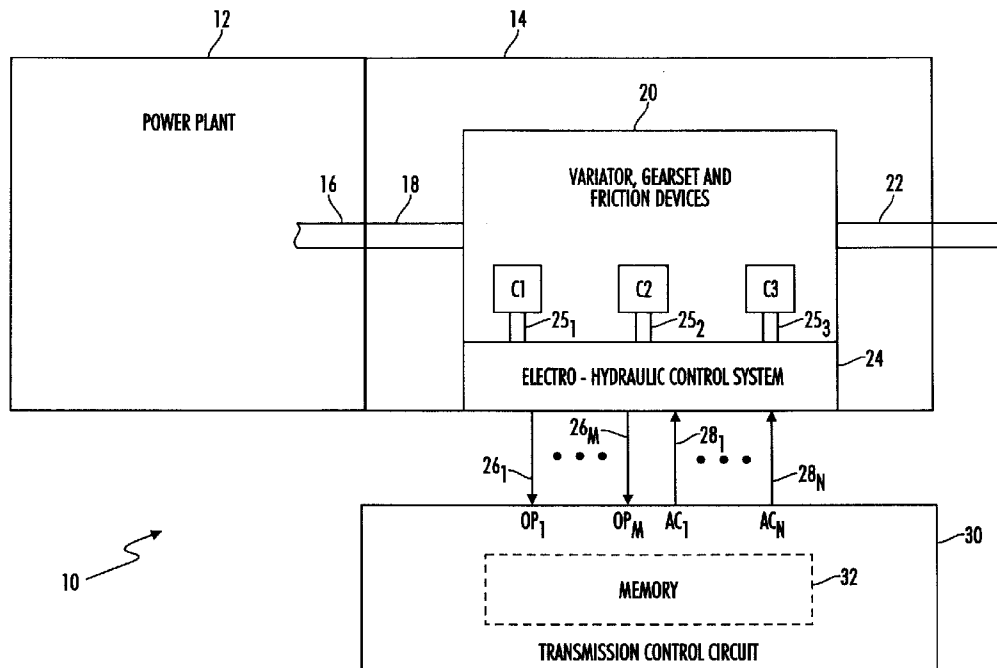 12
14
20
POWER PLANT
VARIATOR, GEARSET AND
FRICTION DEVICES
16
18
22
C1
C2
C3
25₁
25₂
25₃
24
ELECTRO - HYDRAULIC CONTROL SYSTEM
26₁
26M
28₁
28N
OP₁
OPM
AC₁
ACN
30
10
32
MEMORY
TRANSMISSION CONTROL CIRCUIT